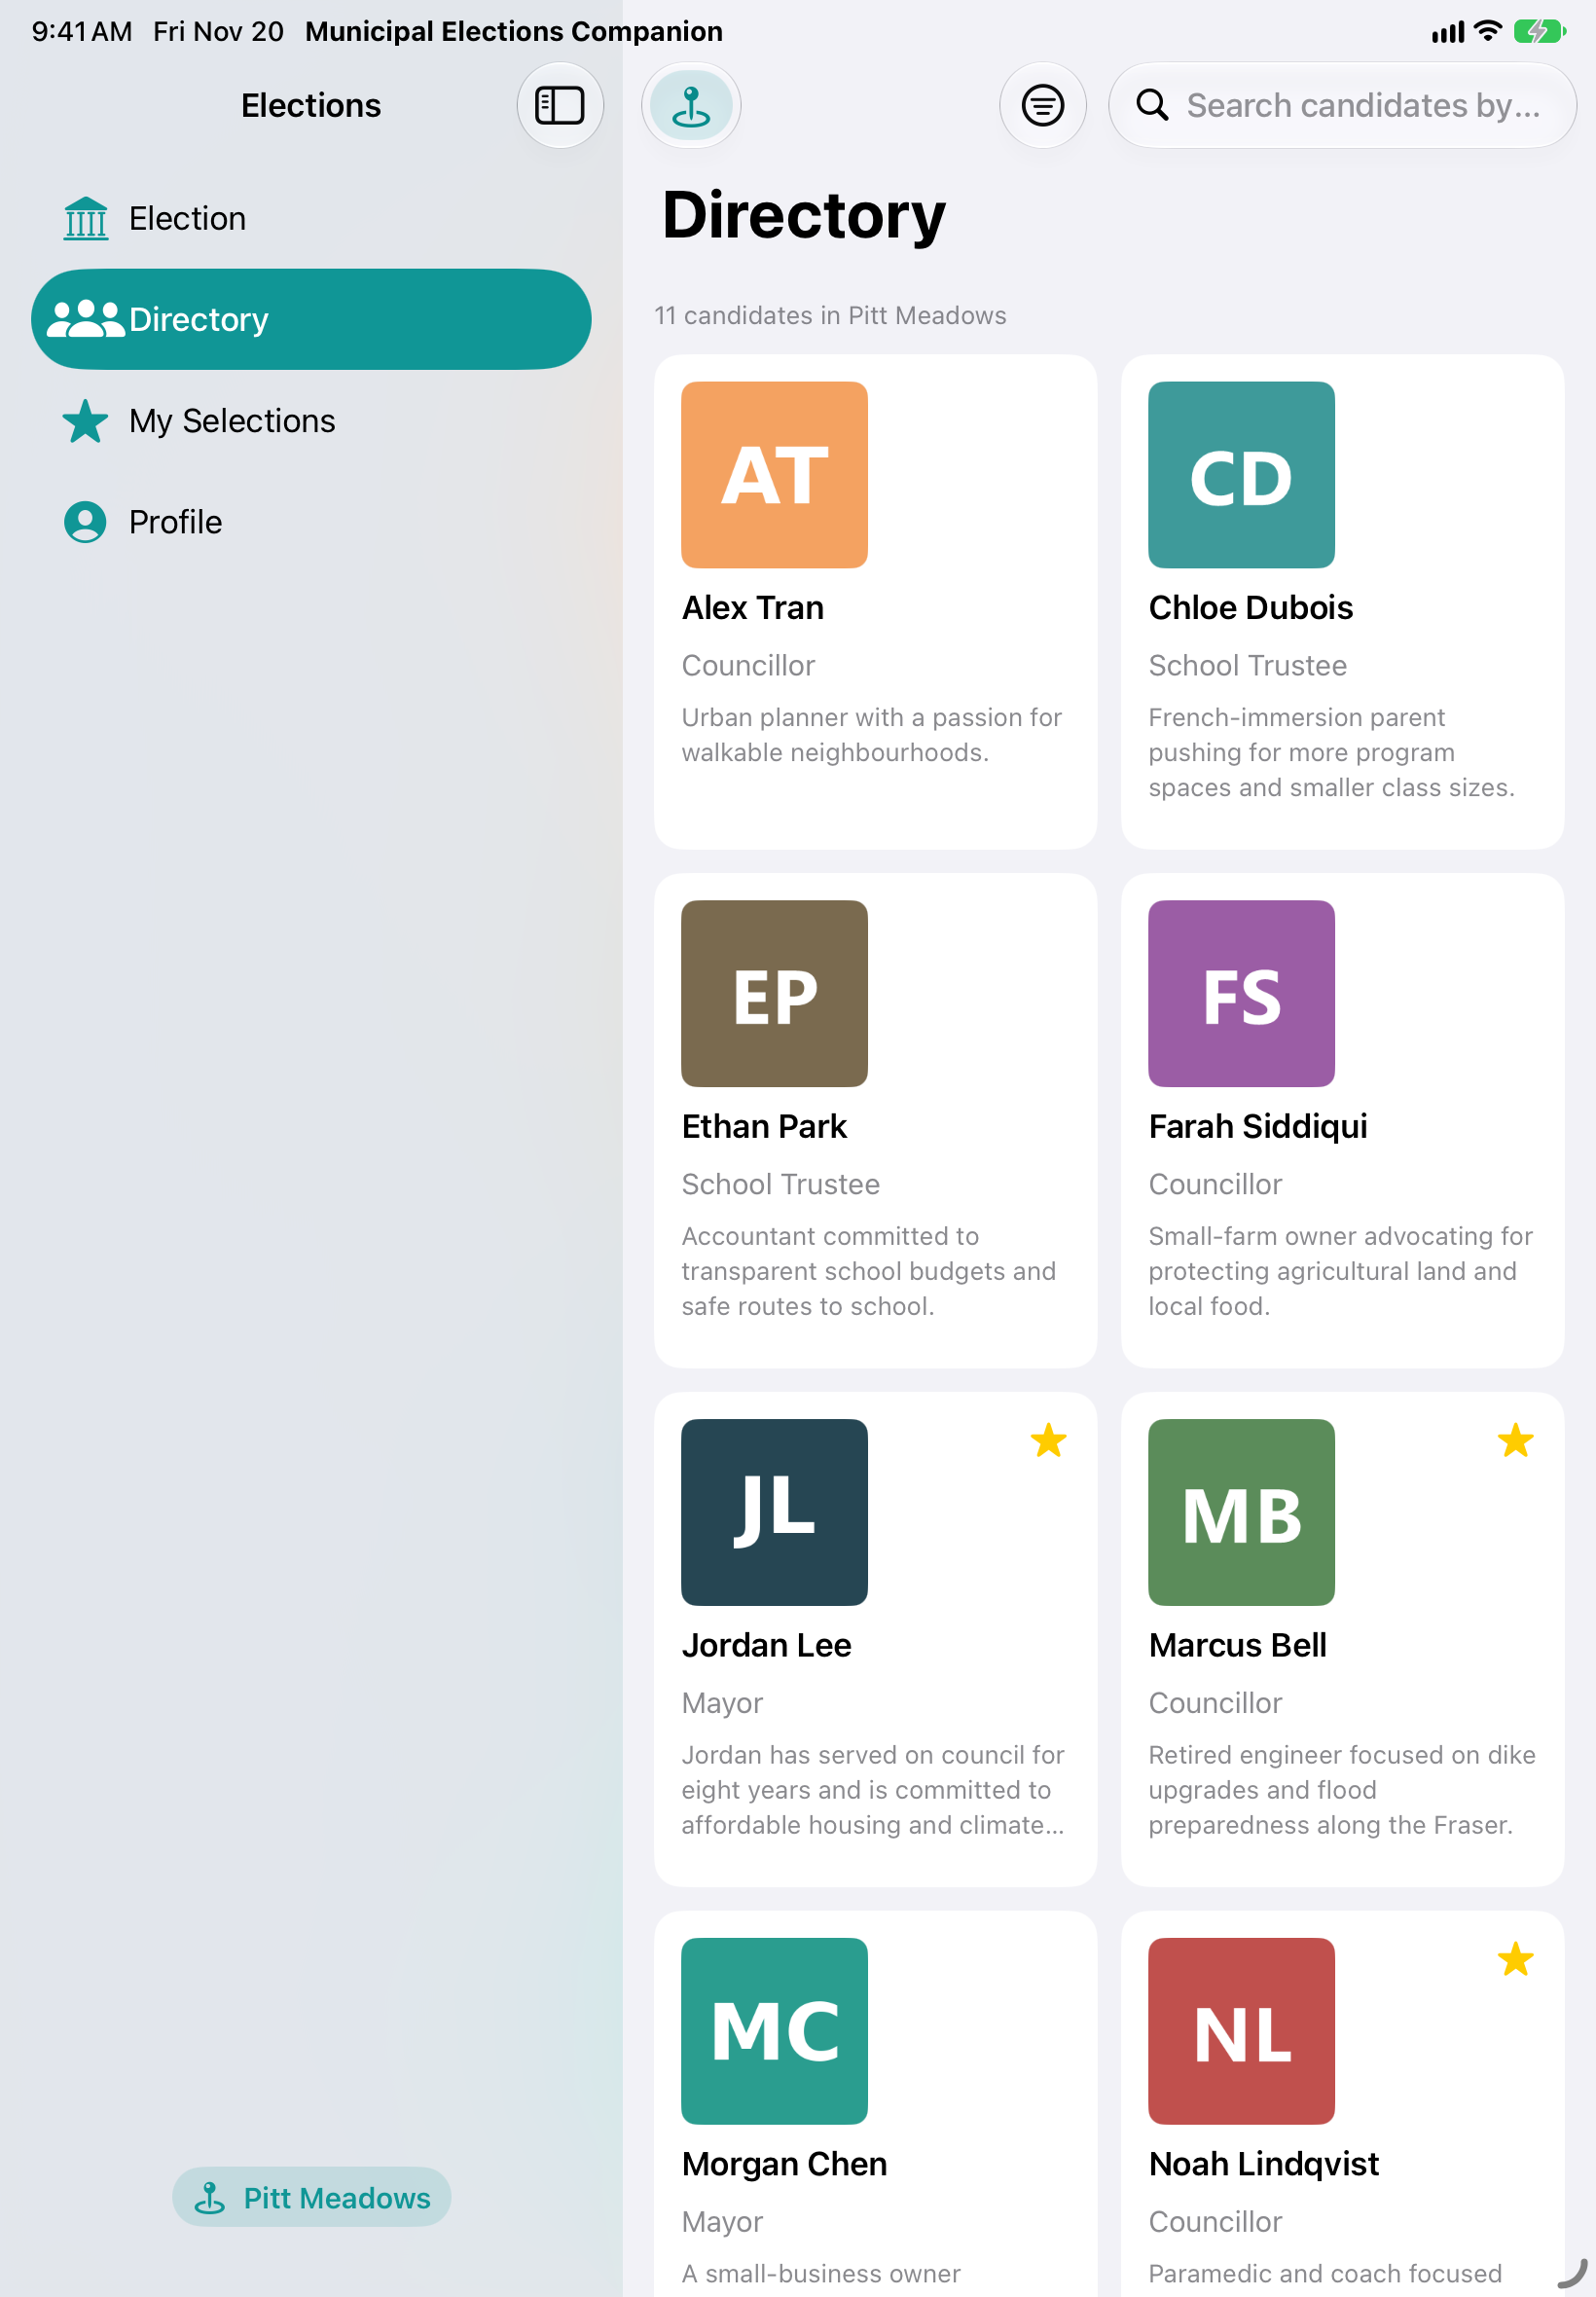 9:41 AM Fri Nov 20 Municipal Elections Companion
Elections
Search candidates by...
Election
Directory
My Selections
Profile
Pitt Meadows
Directory
11 candidates in Pitt Meadows
AT
Alex Tran
Councillor
Urban planner with a passion for
walkable neighbourhoods.
CD
Chloe Dubois
School Trustee
French-immersion parent
pushing for more program
spaces and smaller class sizes.
EP
Ethan Park
School Trustee
Accountant committed to
transparent school budgets and
safe routes to school.
FS
Farah Siddiqui
Councillor
Small-farm owner advocating for
protecting agricultural land and
local food.
JL
Jordan Lee
Mayor
Jordan has served on council for
eight years and is committed to
affordable housing and climate...
MB
Marcus Bell
Councillor
Retired engineer focused on dike
upgrades and flood
preparedness along the Fraser.
MC
Morgan Chen
Mayor
A small-business owner
NL
Noah Lindqvist
Councillor
Paramedic and coach focused